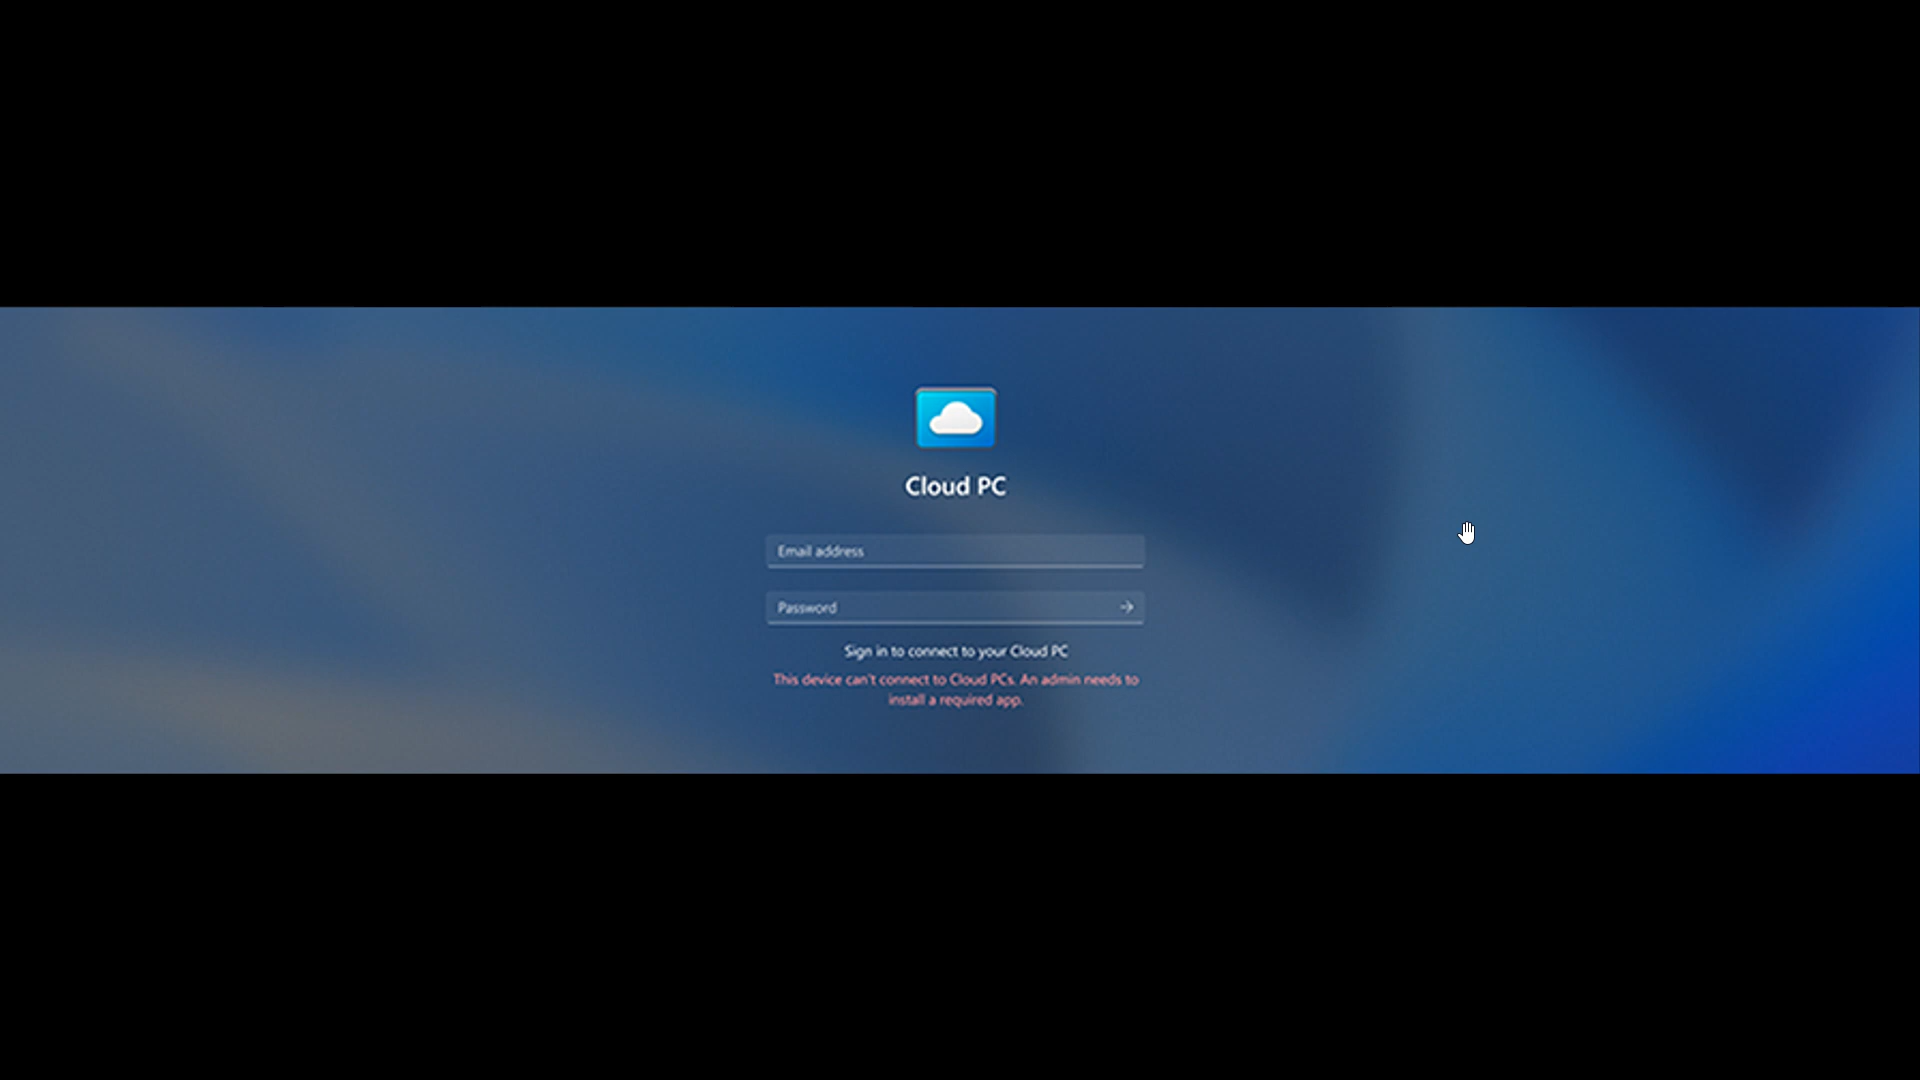 Cloud PC
Email address
Password
Sign in to connect to your Cloud PC
This device can't connect to Cloud PCs. An admin needs to
install a required app.